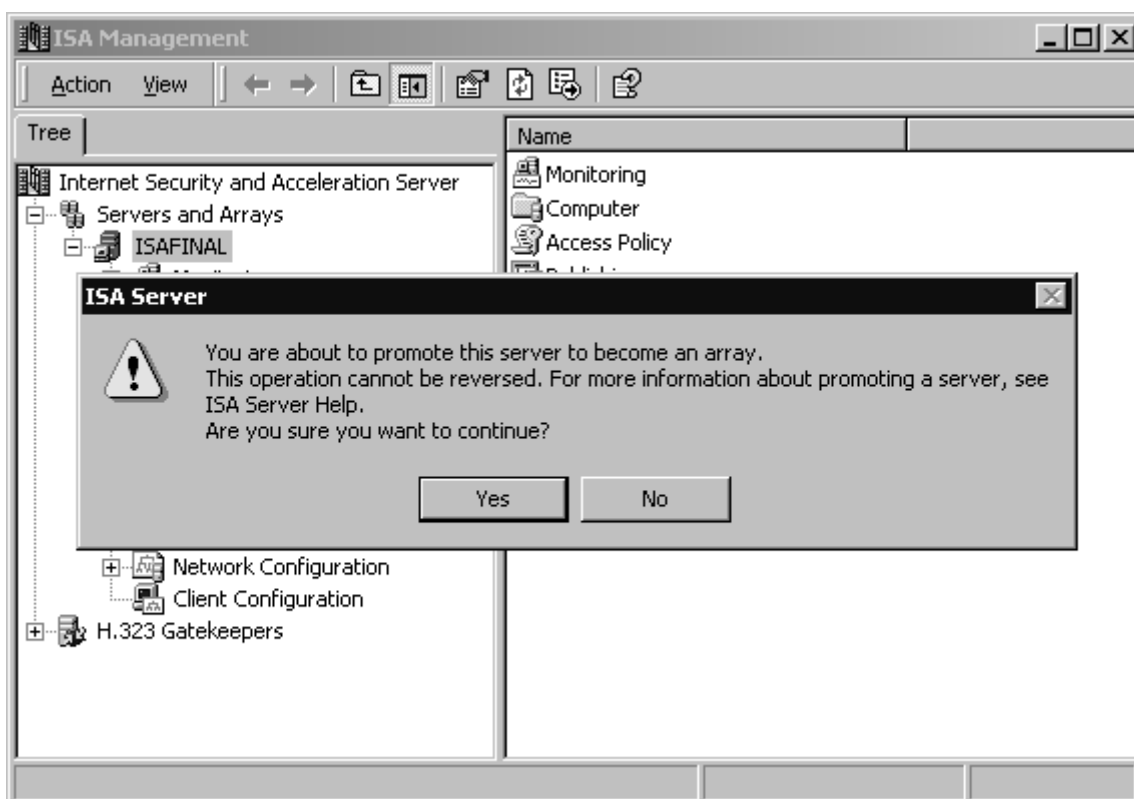 ISA Management
Action View
Tree
Name
Internet Security and Acceleration Server
Servers and Arrays
ISAFINAL
Monitoring
Computer
Access Policy
ISA Server
You are about to promote this server to become an array.
This operation cannot be reversed. For more information about promoting a server, see
ISA Server Help.
Are you sure you want to continue?
Yes No
Network Configuration
Client Configuration
H.323 Gatekeepers